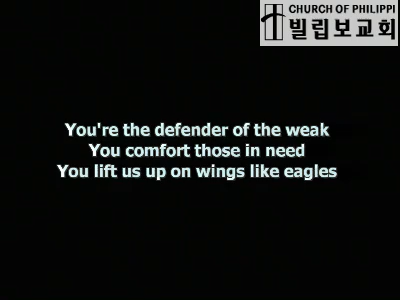 CHURCH OF PHILIPPI
빌립보교회
You're the defender of the weak
You comfort those in need
You lift us up on wings like eagles